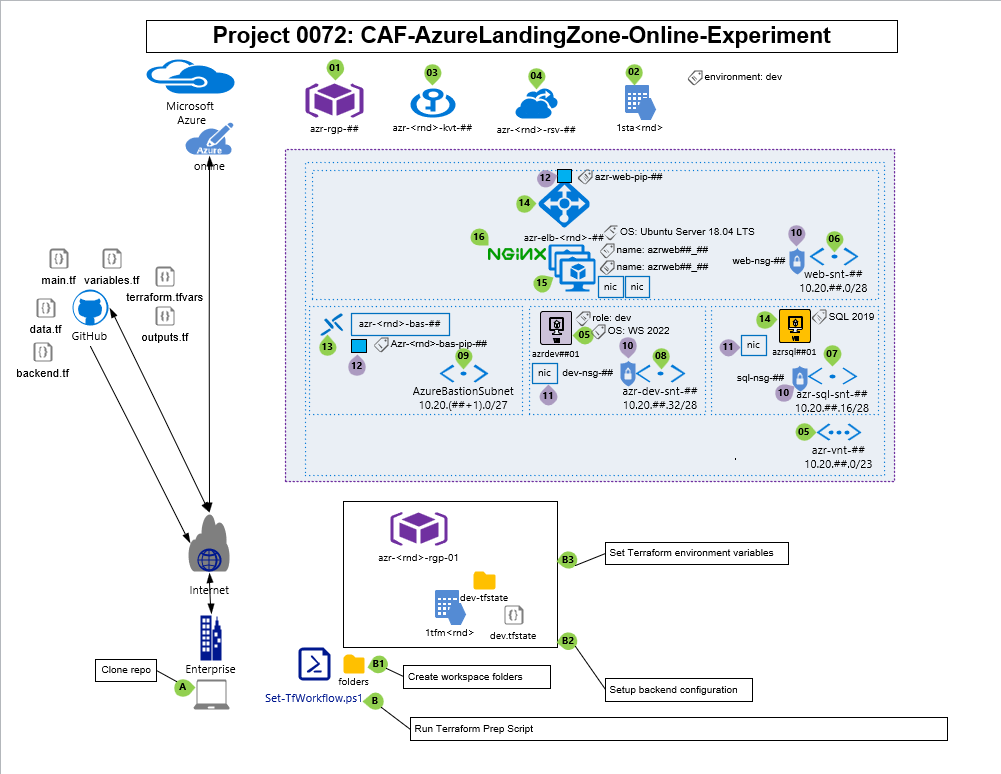 Project 0072: CAF-AzureLandingZone-Online-Experiment
Microsoft
Azure
Azure
online
01
azr-rgp-##
03
azr-<rnd>-kvt-##
04
azr-<rnd>-rsv-##
02
1sta<rnd>
environment: dev
12
azr-web-pip-##
14
azr-elb-<rnd>-##
OS: Ubuntu Server 18.04 LTS
16
NGINX
name: azrweb##_##
name: azrweb##_##
15
nic
nic
10
web-nsg-##
06
web-snt-##
10.20.##.0/28
azr-<rnd>-bas-##
13
Azr-<rnd>-bas-pip-##
12
09
AzureBastionSubnet
10.20.(##+1).0/27
role: dev
05
OS: WS 2022
azrdev##01
VM
10
nic
dev-nsg-##
08
11
azr-dev-snt-##
10.20.##.32/28
14
SQL 2019
VM
11
nic
azrsql##01
07
sql-nsg-##
10
azr-sql-snt-##
10.20.##.16/28
05
azr-vnt-##
10.20.##.0/23
main.tf
variables.tf
terraform.tfvars
data.tf
GitHub
outputs.tf
backend.tf
Internet
Enterprise
Clone repo
A
azr-<rnd>-rgp-01
dev-tfstate
1tfm<rnd>
dev.tfstate
B3
Set Terraform environment variables
B2
Setup backend configuration
folders
B1
Create workspace folders
Set-TfWorkflow.ps1
B
Run Terraform Prep Script